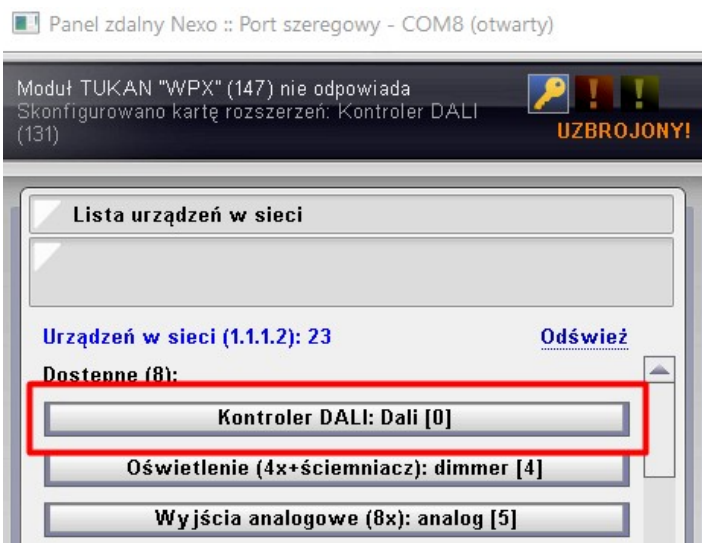 Panel zdalny Nexo :: Port szeregowy - COM8 (otwarty)
Moduł TUKAN "WPX" (147) nie odpowiada
Skonfigurowano kartę rozszerzeń: Kontroler DALI
(131)
UZBROJONY!
Lista urządzeń w sieci
Urządzeń w sieci (1.1.1.2): 23
Odśwież
Dostępne (8):
Kontroler DALI: Dali [0]
Oświetlenie (4x+ściemniacz): dimmer [4]
Wyjścia analogowe (8x): analog [5]